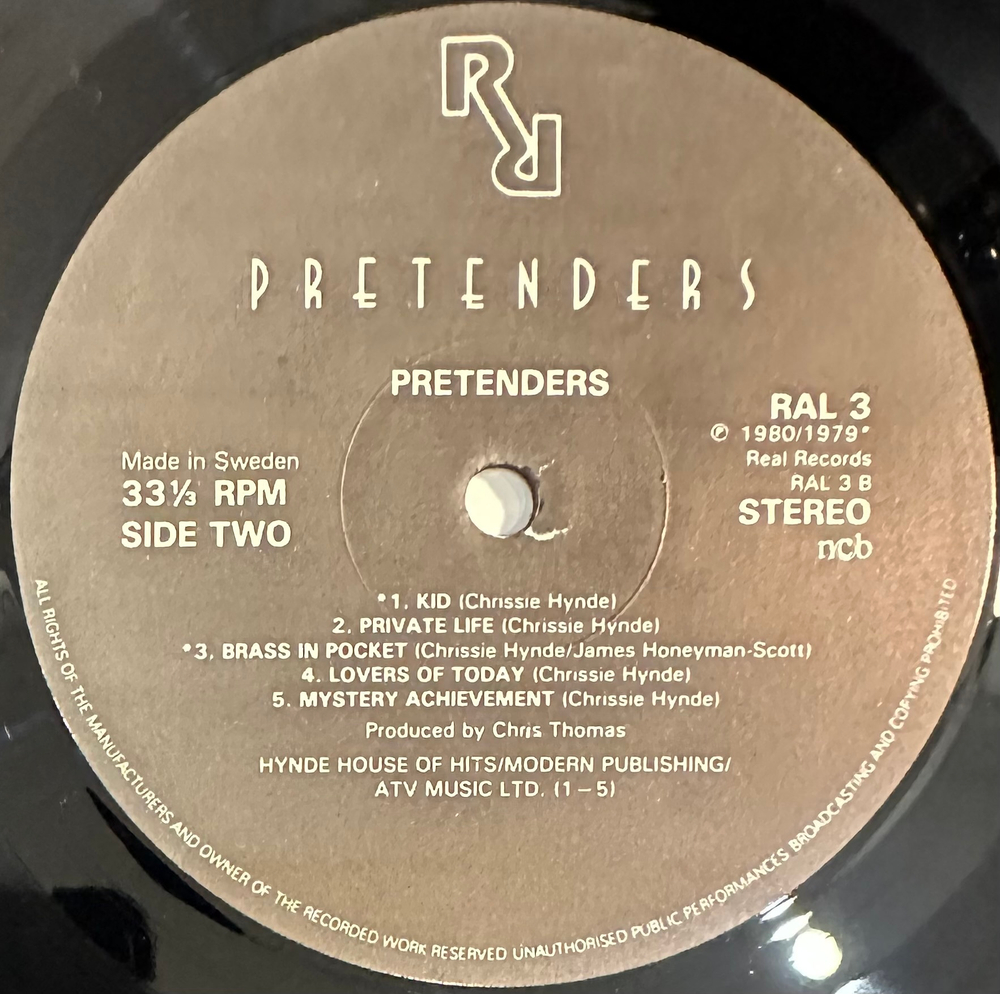 RR
PRETENDERS
PRETENDERS
RAL 3
℗ 1980/1979*
Real Records
RAL 3 B
STEREO
ncb
Made in Sweden
33⅓ RPM
SIDE TWO
*1. KID (Chrissie Hynde)
2. PRIVATE LIFE (Chrissie Hynde)
*3. BRASS IN POCKET (Chrissie Hynde/James Honeyman-Scott)
4. LOVERS OF TODAY (Chrissie Hynde)
5. MYSTERY ACHIEVEMENT (Chrissie Hynde)
Produced by Chris Thomas
HYNDE HOUSE OF HITS/MODERN PUBLISHING/
ATV MUSIC LTD. (1–5)
ALL RIGHTS OF THE MANUFACTURERS AND OWNER OF THE RECORDED WORK RESERVED UNAUTHORISED PUBLIC PERFORMANCES BROADCASTING AND COPYING PROHIBITED